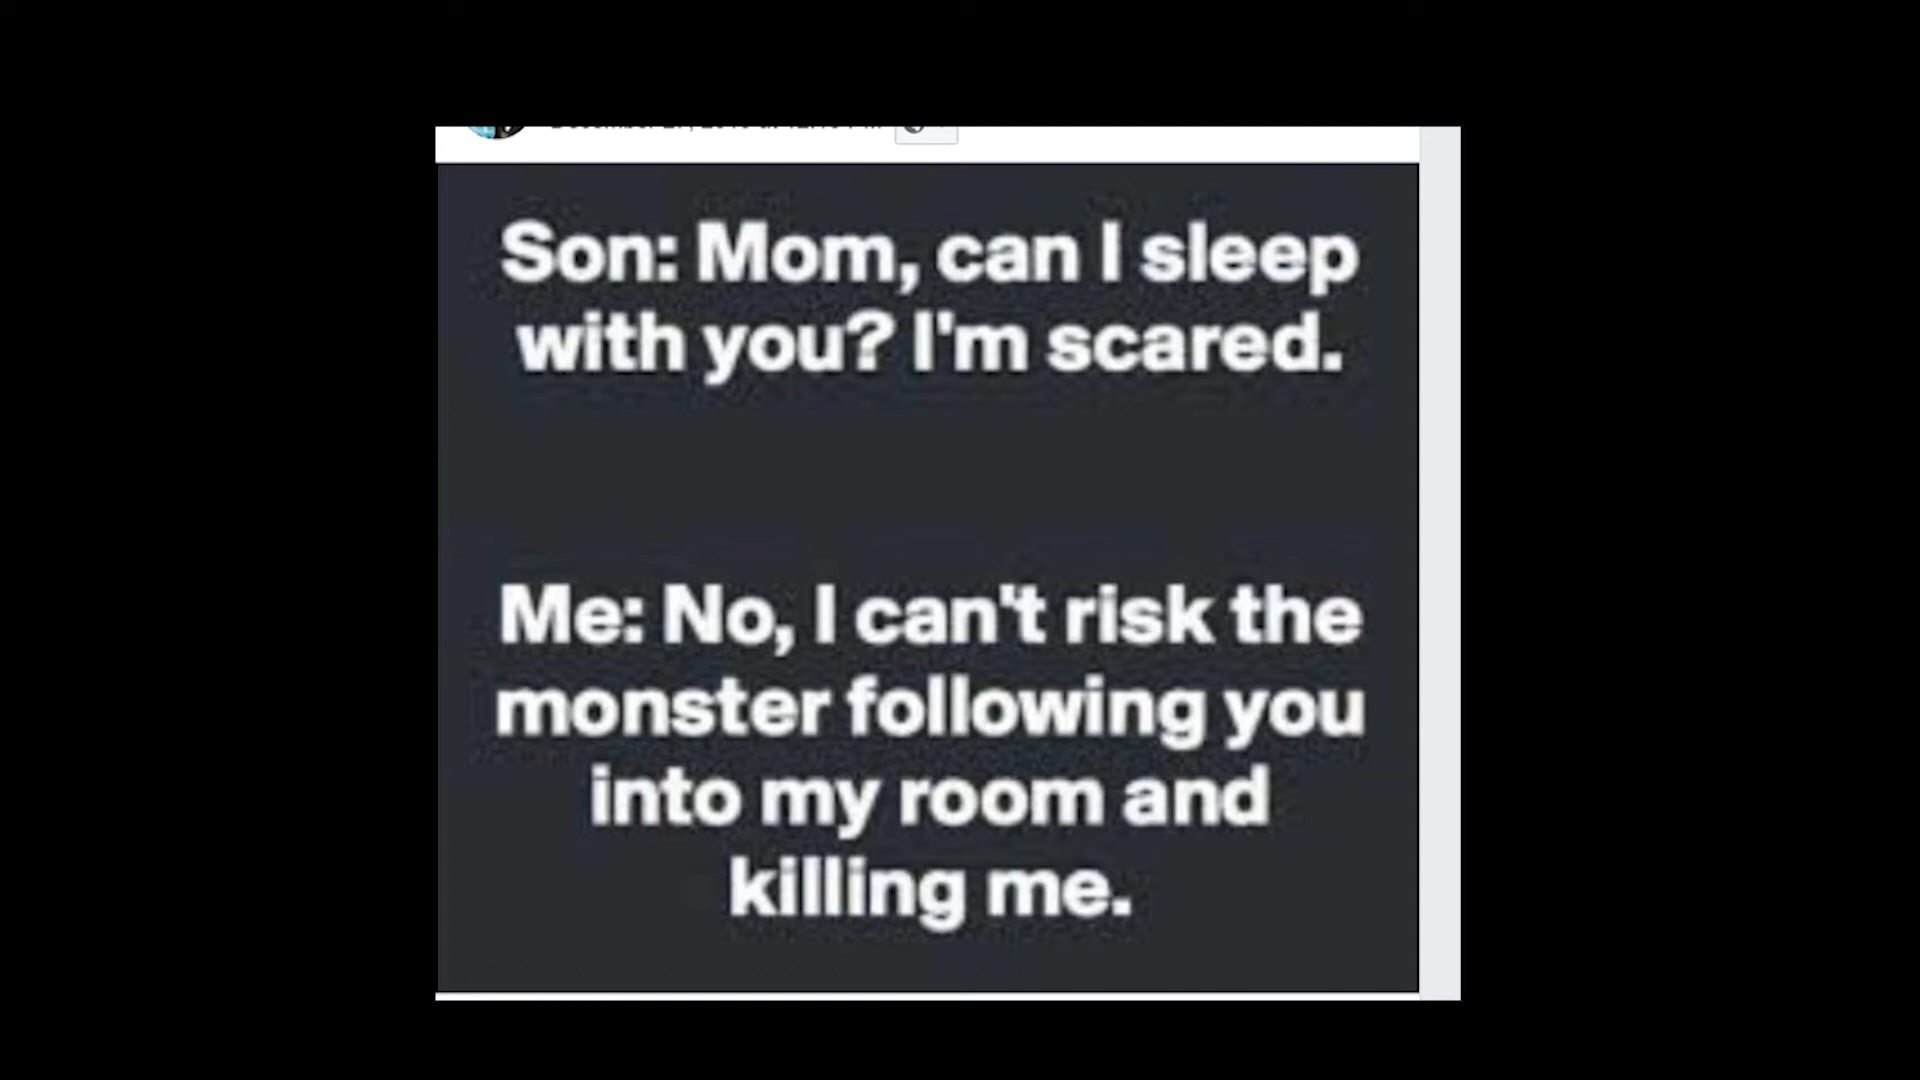 Son: Mom, can I sleep
with you? I'm scared.
Me: No, I can't risk the
monster following you
into my room and
killing me.